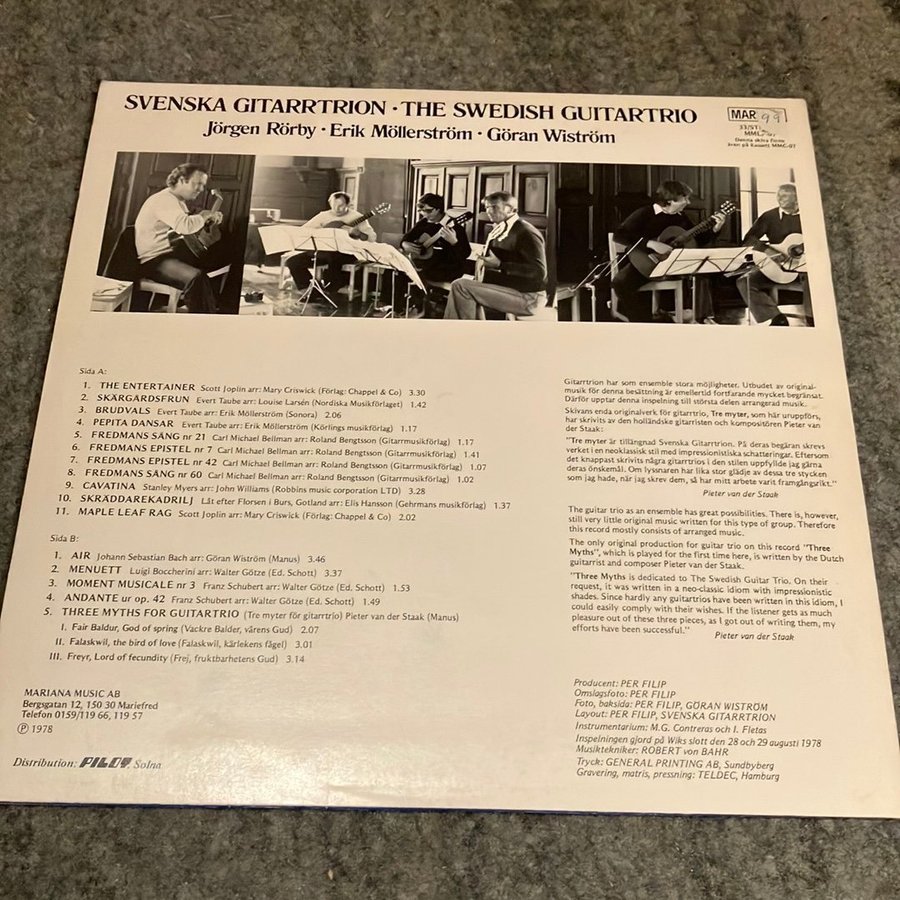 SVENSKA GITARRTRION · THE SWEDISH GUITARTRIO
Jörgen Rörby · Erik Möllerström · Göran Wiström
MAR 99
33/ST
MML
Denna skiva finns
även på kassett MMC-07
Sida A:
1. THE ENTERTAINER Scott Joplin arr: Mary Criswick (Förlag: Chappel & Co) 3.30
2. SKÄRGÅRDSFRUN Evert Taube arr: Louise Larsén (Nordiska Musikförlaget) 1.42
3. BRUDVALS Evert Taube arr: Erik Möllerström (Sonora) 2.06
4. PEPITA DANSAR Evert Taube arr: Erik Möllerström (Körlings musikförlag) 1.17
5. FREDMANS SÅNG nr 21 Carl Michael Bellman arr: Roland Bengtsson (Gitarrmusikförlag) 1.17
6. FREDMANS EPISTEL nr 7 Carl Michael Bellman arr: Roland Bengtsson (Gitarrmusikförlag) 1.41
7. FREDMANS EPISTEL nr 42 Carl Michael Bellman arr: Roland Bengtsson (Gitarrmusikförlag) 1.07
8. FREDMANS SÅNG nr 60 Carl Michael Bellman arr: Roland Bengtsson (Gitarrmusikförlag) 1.02
9. CAVATINA Stanley Myers arr: John Williams (Robbins music corporation LTD) 3.28
10. SKRÄDDAREKADRILJ Låt efter Florsen i Burs, Gotland arr: Elis Hansson (Gehrmans musikförlag) 1.37
11. MAPLE LEAF RAG Scott Joplin arr: Mary Criswick (Förlag: Chappel & Co) 2.02
Sida B:
1. AIR Johann Sebastian Bach arr: Göran Wiström (Manus) 3.46
2. MENUETT Luigi Boccherini arr: Walter Götze (Ed. Schott) 3.37
3. MOMENT MUSICALE nr 3 Franz Schubert arr: Walter Götze (Ed. Schott) 1.53
4. ANDANTE ur op. 42 Franz Schubert arr: Walter Götze (Ed. Schott) 1.49
5. THREE MYTHS FOR GUITARTRIO (Tre myter för gitarrtrio) Pieter van der Staak (Manus)
I. Fair Baldur, God of spring (Vackre Balder, vårens Gud) 2.07
II. Falaskwil, the bird of love (Falaskwil, kärlekens fågel) 3.01
III. Freyr, Lord of fecundity (Frej, fruktbarhetens Gud) 3.14
MARIANA MUSIC AB
Bergsgatan 12, 150 30 Mariefred
Telefon 0159/119 66, 119 57
Ⓟ 1978
Distribution: PILOT, Solna
Gitarrtrion har som ensemble stora möjligheter. Utbudet av original-
musik för denna besättning är emellertid fortfarande mycket begränsat.
Därför upptar denna inspelning till största delen arrangerad musik.
Skivans enda originalverk för gitarrtrio, Tre myter, som här uruppförs,
har skrivits av den holländske gitarristen och kompositören Pieter van
der Staak:
"Tre myter är tillägnad Svenska Gitarrtrion. På deras begäran skrevs
verket i en neoklassisk stil med impressionistiska schatteringar. Eftersom
det knappast skrivits några gitarrtrios i den stilen uppfyllde jag gärna
deras önskemål. Om lyssnaren har lika stor glädje av dessa tre stycken,
som jag hade, när jag skrev dem, så har mitt arbete varit framgångsrikt."
Pieter van der Staak
The guitar trio as an ensemble has great possibilities. There is, however,
still very little original music written for this type of group. Therefore
this record mostly consists of arranged music.
The only original production for guitar trio on this record "Three
Myths", which is played for the first time here, is written by the Dutch
guitarrist and composer Pieter van de Staak.
"Three Myths is dedicated to The Swedish Guitar Trio. On their
request, it was written in a neo-classic idiom with impressionistic
shades. Since hardly any guitartrios have been written in this idiom, I
could easily comply with their wishes. If the listener gets as much
pleasure out of these three pieces, as I got out of writing them, my
efforts have been successful."
Pieter van der Staak
Producent: PER FILIP
Omslagsfoto: PER FILIP
Foto, baksida: PER FILIP, GÖRAN WISTRÖM
Layout: PER FILIP, SVENSKA GITARRTRION
Instrumentarium: M.G. Contreras och I. Fletas
Inspelningen gjord på Wiks slott den 28 och 29 augusti 1978
Musiktekniker: ROBERT von BAHR
Tryck: GENERAL PRINTING AB, Sundbyberg
Gravering, matris, pressning: TELDEC, Hamburg